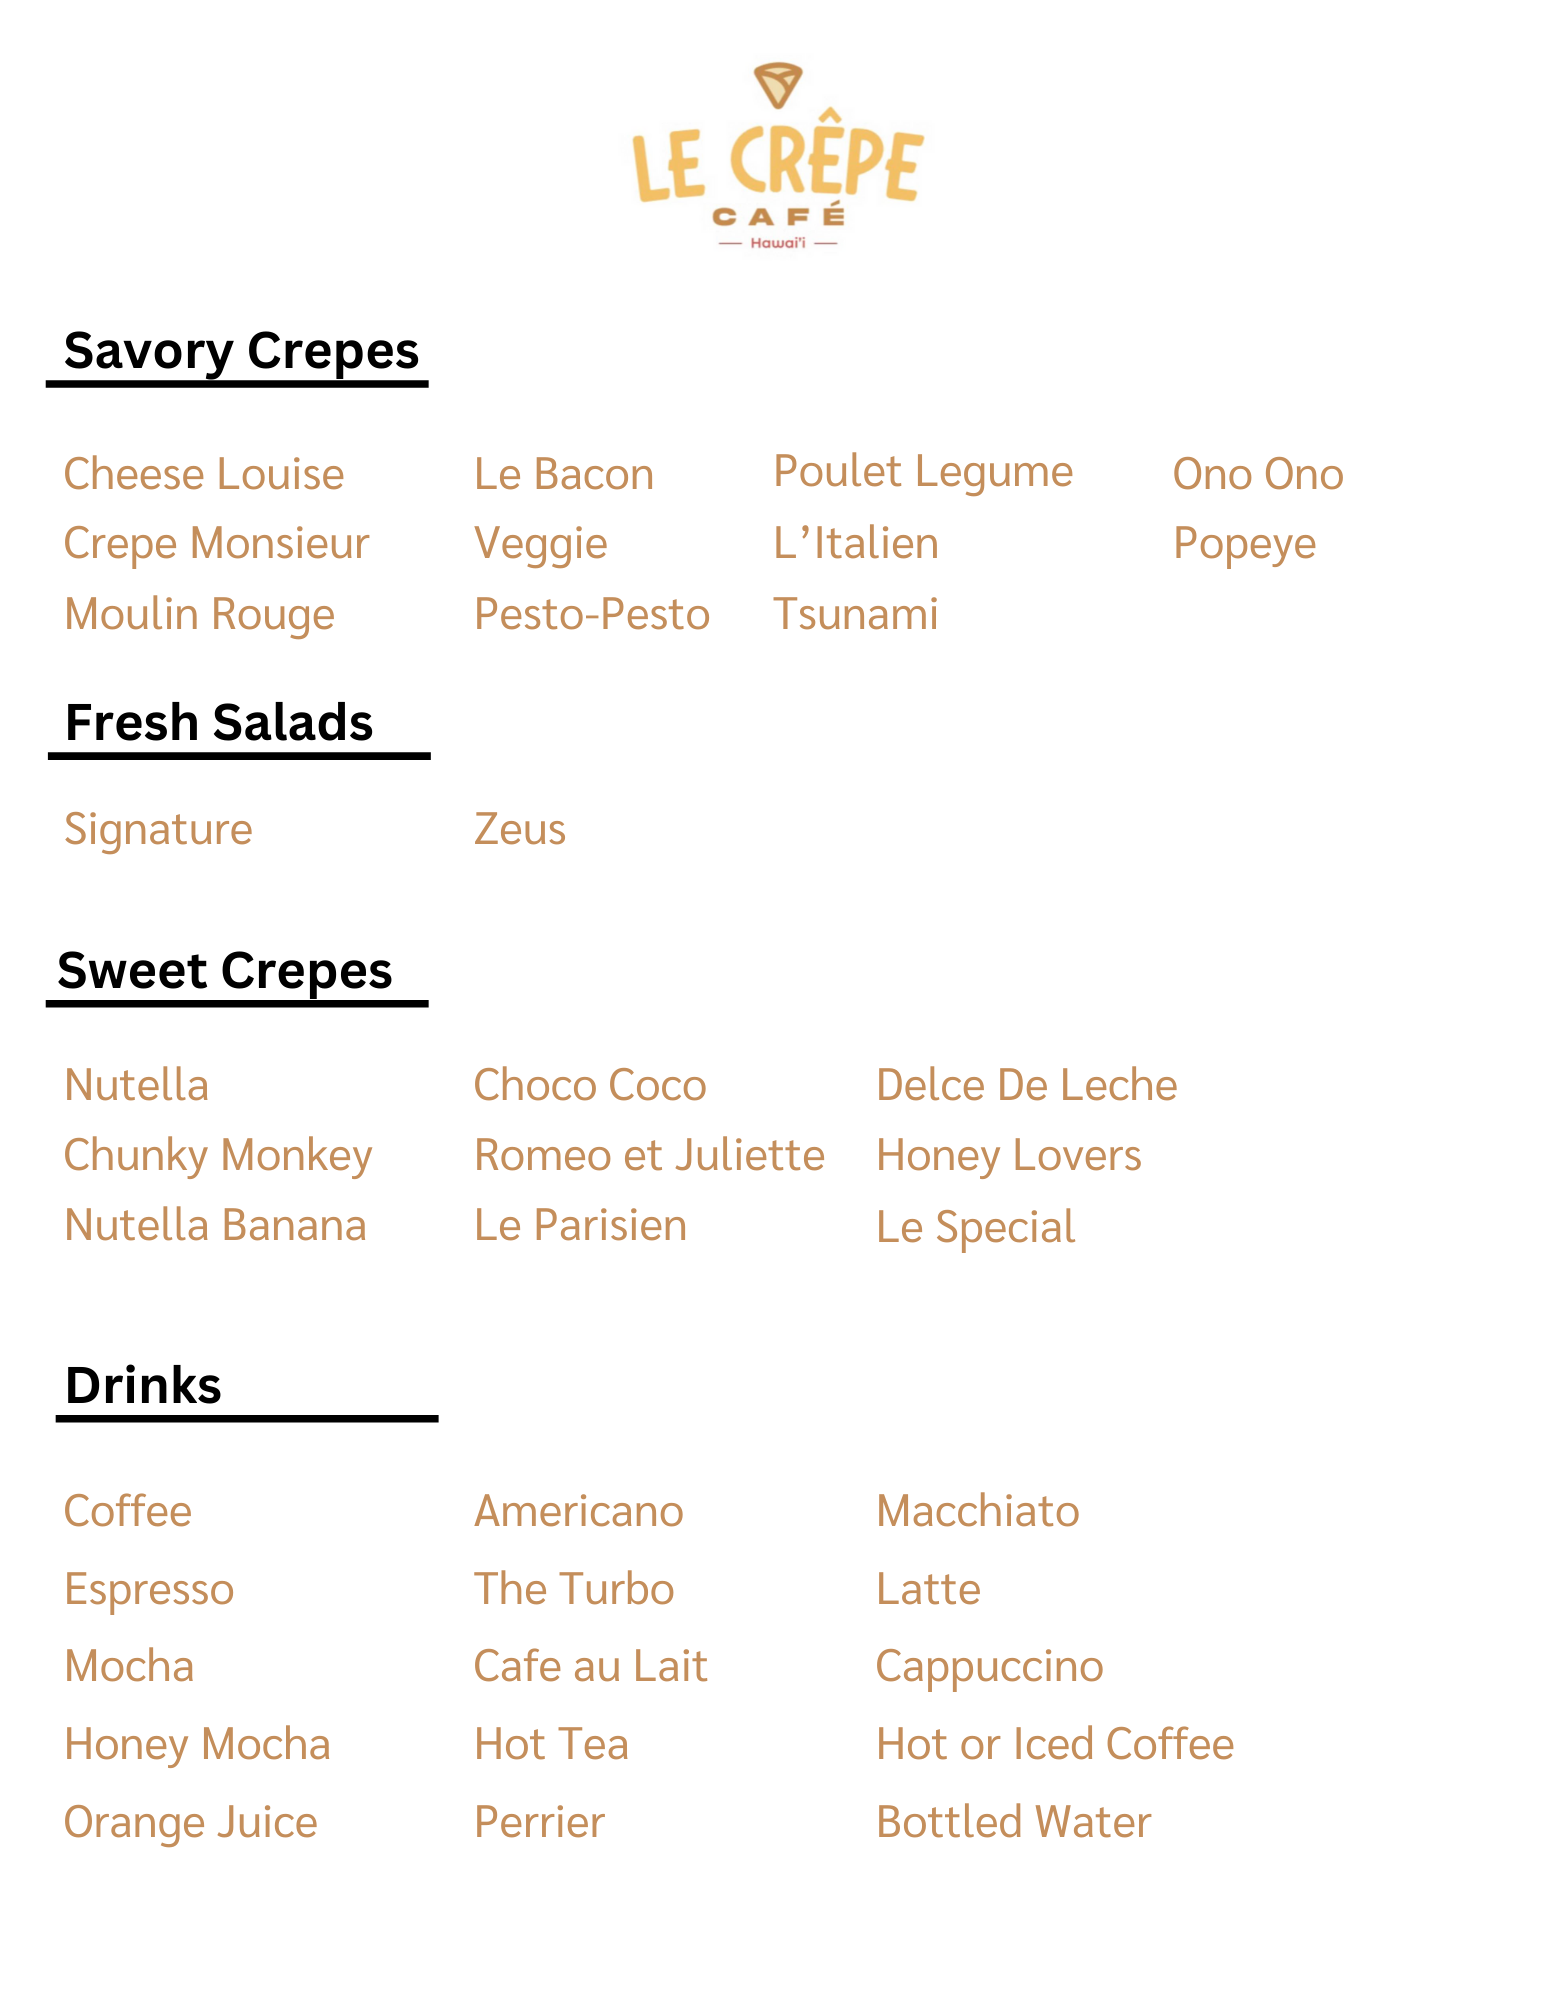 LE CRÊPE
CAFÉ
Hawai'i
Savory Crepes
Cheese Louise Le Bacon Poulet Legume Ono Ono
Crepe Monsieur Veggie L’Italien Popeye
Moulin Rouge Pesto-Pesto Tsunami
Fresh Salads
Signature Zeus
Sweet Crepes
Nutella Choco Coco Delce De Leche
Chunky Monkey Romeo et Juliette Honey Lovers
Nutella Banana Le Parisien Le Special
Drinks
Coffee Americano Macchiato
Espresso The Turbo Latte
Mocha Cafe au Lait Cappuccino
Honey Mocha Hot Tea Hot or Iced Coffee
Orange Juice Perrier Bottled Water